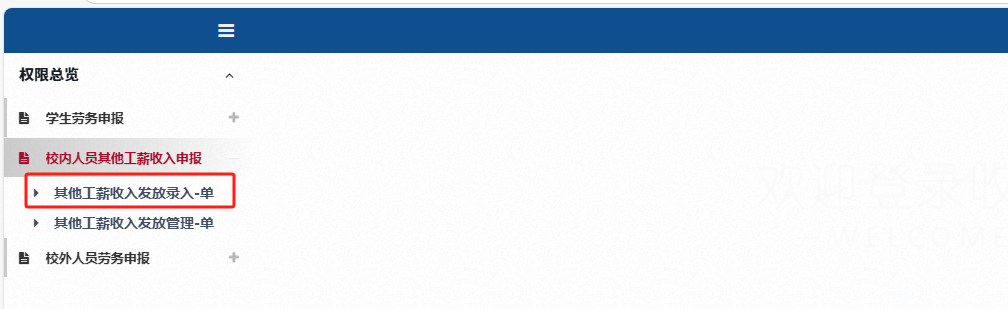 权限总览
学生劳务申报
校内人员其他工薪收入申报
其他工薪收入发放录入-单
其他工薪收入发放管理-单
校外人员劳务申报
欢迎登录收
WELCOME